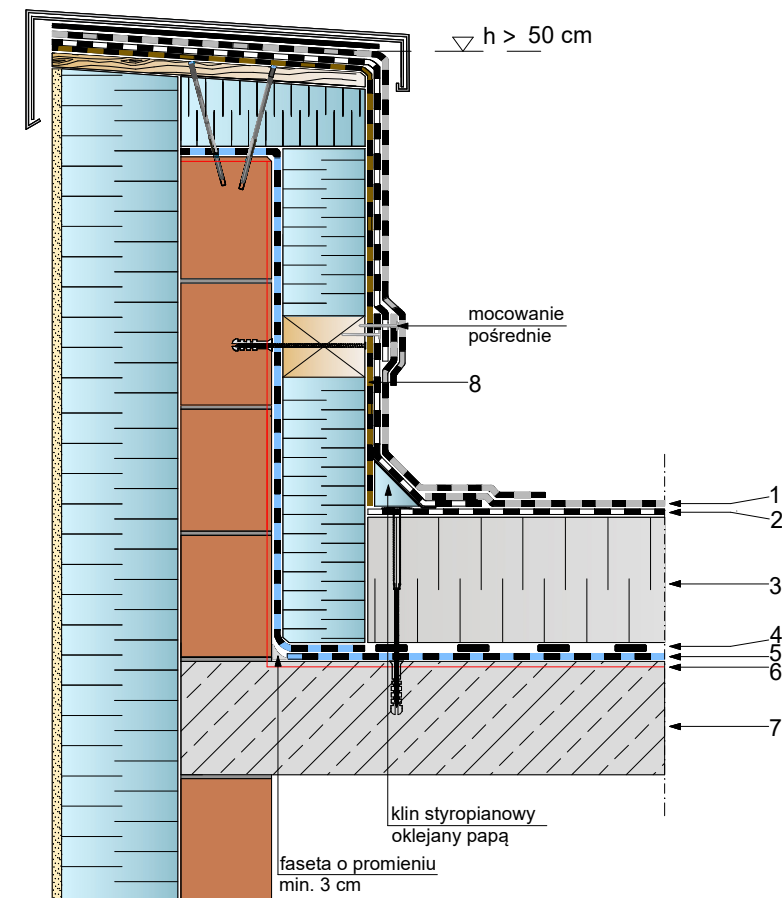 h > 50 cm
mocowanie
pośrednie
8
1
2
3
4
5
6
7
klin styropianowy
oklejany papą
faseta o promieniu
min. 3 cm